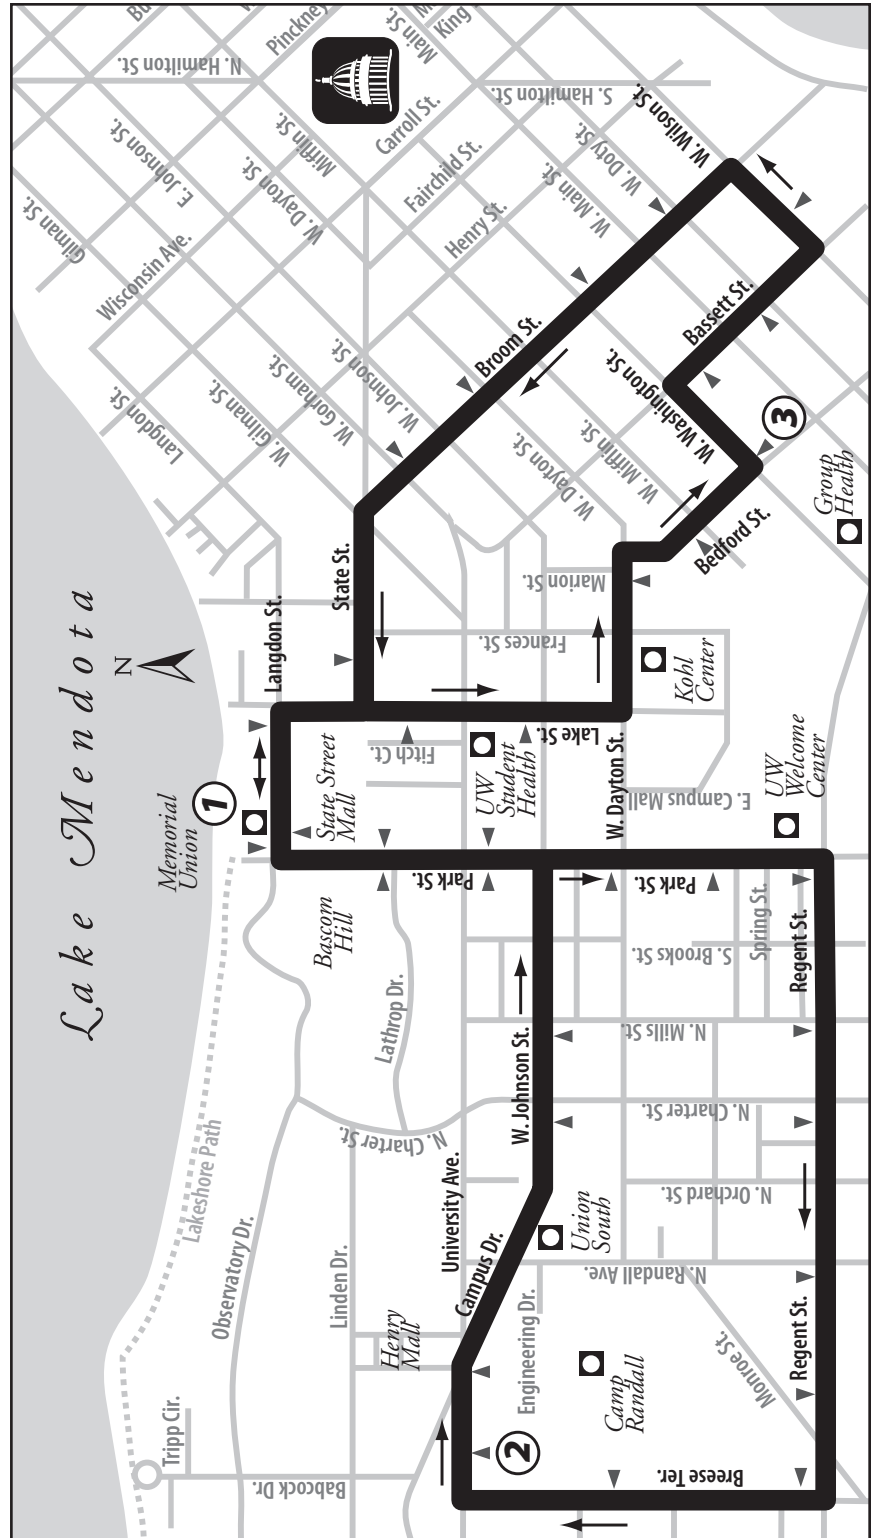 Lake Mendota
N
Bu
Pinckney
M
King
Main St.
N. Hamilton St.
S. Hamilton St.
Carroll St.
Mifflin St.
E. Johnson St.
W. Dayton St.
Gilman St.
Wisconsin Ave.
Fairchild St.
Henry St.
W. Main St.
W. Doty St.
W. Wilson St.
Broom St.
Bassett St.
W. Washington St.
W. Johnson St.
W. Gorham St.
W. Gilman St.
Langdon St.
W. Dayton St.
W. Mifflin St.
Bedford St.
3
Group
Health
State St.
Langdon St.
Marion St.
Frances St.
Kohl
Center
Lake St.
Fitch Ct.
UW
Student
Health
State Street
Mall
1
Memorial
Union
W. Dayton St.
E. Campus Mall
UW
Welcome
Center
Park St.
Park St.
Bascom
Hill
Lathrop Dr.
Spring St.
S. Brooks St.
Regent St.
N. Mills St.
W. Johnson St.
N. Charter St.
N. Charter St.
Lakeshore Path
Observatory Dr.
Linden Dr.
University Ave.
Campus Dr.
N. Orchard St.
Union
South
N. Randall Ave.
Engineering Dr.
Henry
Mall
Camp
Randall
Monroe St.
Regent St.
Tripp Cir.
Babcock Dr.
2
Breese Ter.